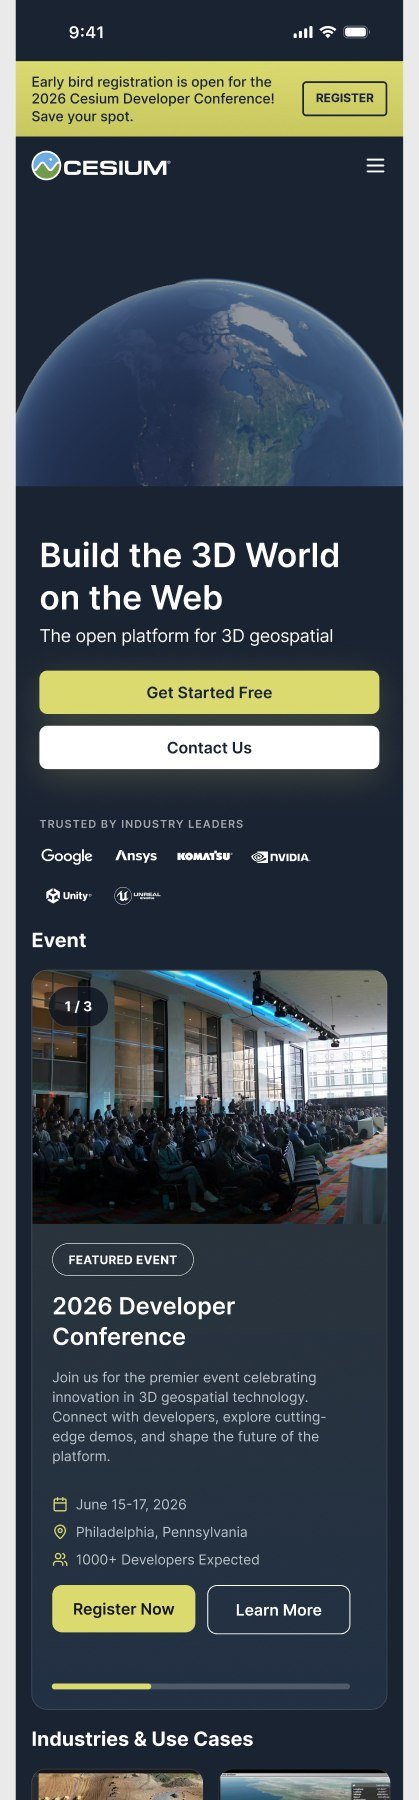 9:41
Early bird registration is open for the
2026 Cesium Developer Conference!
Save your spot.
REGISTER
CESIUM
Build the 3D World
on the Web
The open platform for 3D geospatial
Get Started Free
Contact Us
TRUSTED BY INDUSTRY LEADERS
Google Ansys KOMATSU NVIDIA.
Unity UNREAL ENGINE
Event
1 / 3
FEATURED EVENT
2026 Developer
Conference
Join us for the premier event celebrating
innovation in 3D geospatial technology.
Connect with developers, explore cutting-
edge demos, and shape the future of the
platform.
June 15-17, 2026
Philadelphia, Pennsylvania
1000+ Developers Expected
Register Now
Learn More
Industries & Use Cases